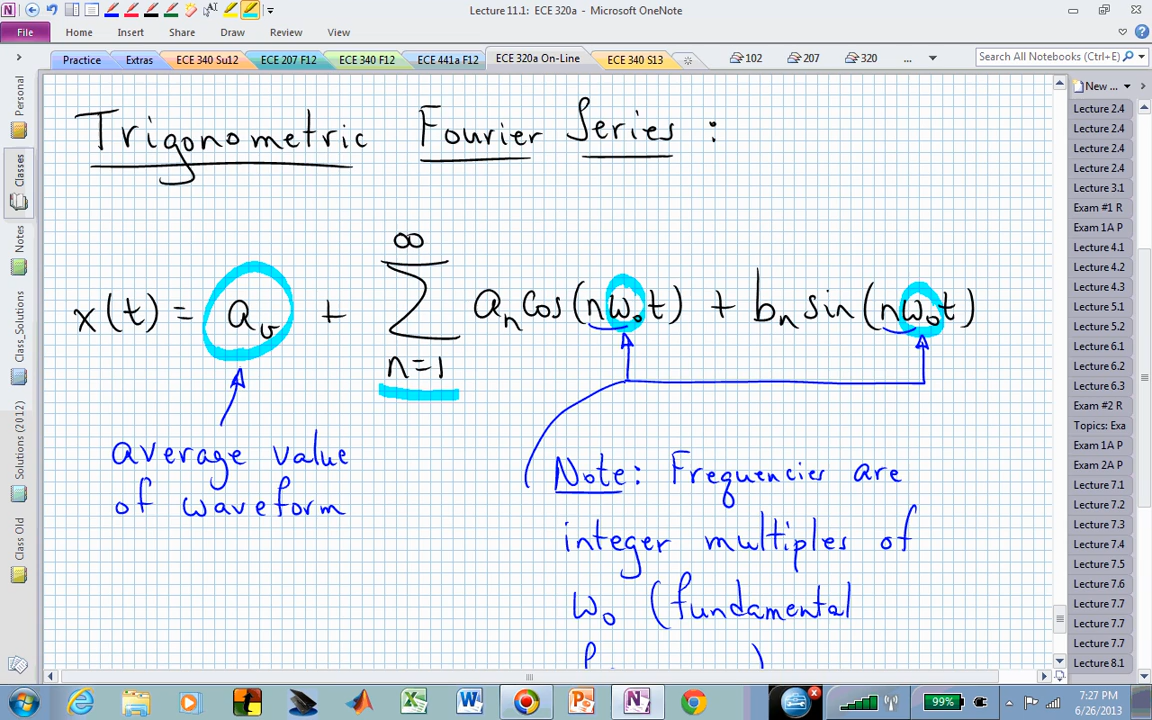 Lecture 11.1: ECE 320a - Microsoft OneNote
File Home Insert Share Draw Review View
Practice Extras ECE 340 Su12 ECE 207 F12 ECE 340 F12 ECE 441a F12 ECE 320a On-Line ECE 340 S13 102 207 320 ... Search All Notebooks (Ctrl+E)
New ...
Personal
Classes
Notes
Class_Solutions
Solutions (2012)
Class Old
Trigonometric Fourier Series :
x(t) = a_v + ∑_{n=1}^{∞} a_n cos(nω₀t) + b_n sin(nω₀t)
average value
of waveform
Note: Frequencies are
integer multiples of
ω₀ (fundamental
Lecture 2.4
Lecture 2.4
Lecture 2.4
Lecture 2.4
Lecture 3.1
Exam #1 R
Exam 1A P
Lecture 4.1
Lecture 4.2
Lecture 4.3
Lecture 5.1
Lecture 5.2
Lecture 6.1
Lecture 6.2
Lecture 6.3
Exam #2 R
Topics: Exa
Exam 1A P
Exam 2A P
Lecture 7.1
Lecture 7.2
Lecture 7.3
Lecture 7.4
Lecture 7.5
Lecture 7.6
Lecture 7.7
Lecture 7.7
Lecture 7.7
Lecture 8.1
99%
7:27 PM
6/26/2013